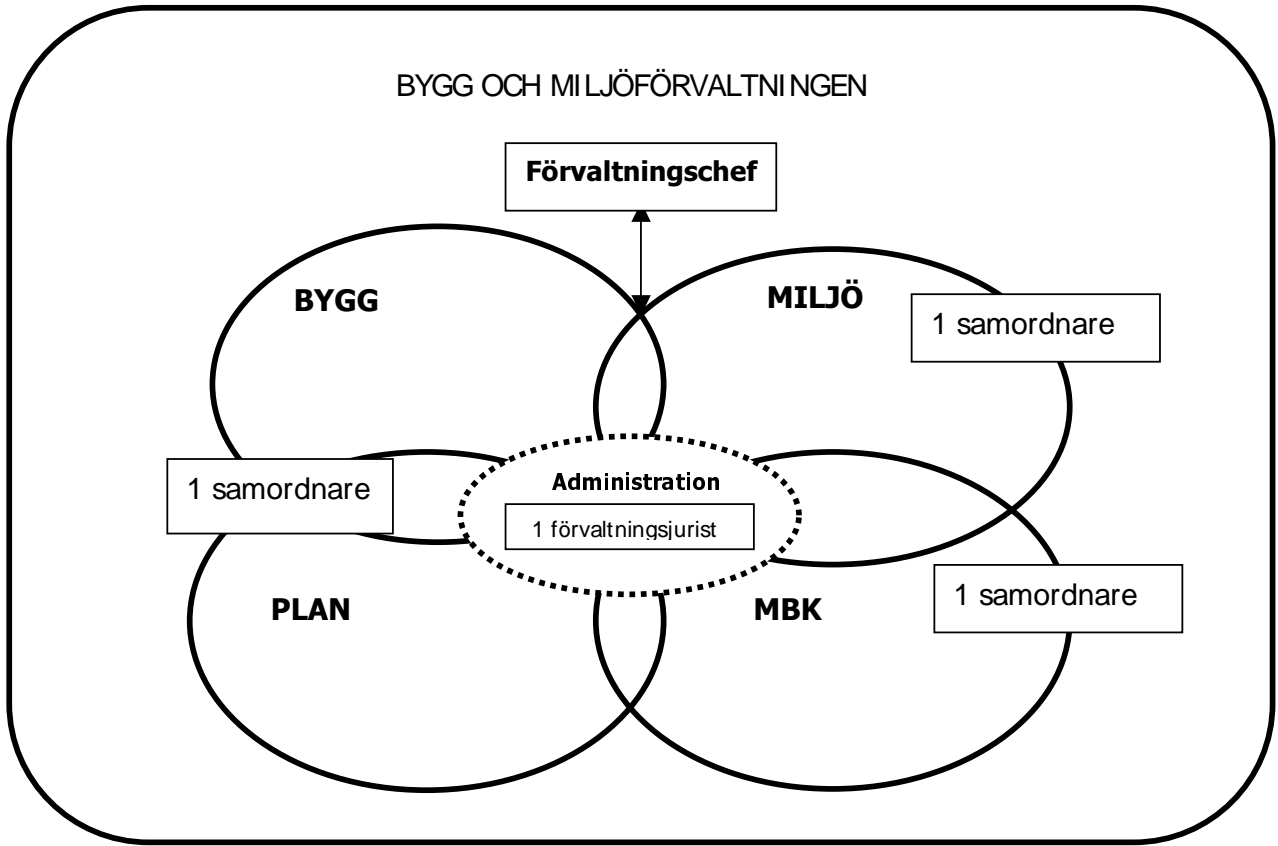 BYGG OCH MILJÖFÖRVALTNINGEN
Förvaltningschef
BYGG
MILJÖ
1 samordnare
1 samordnare
Administration
1 förvaltningsjurist
PLAN
MBK
1 samordnare